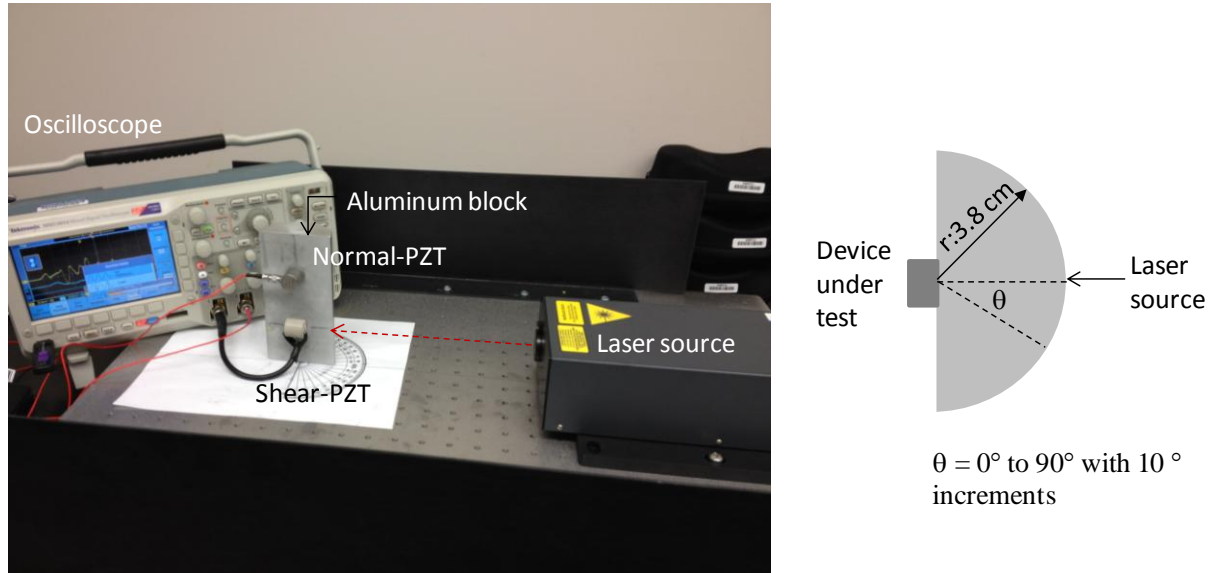 Oscilloscope
Aluminum block
Normal-PZT
Laser source
Shear-PZT
Tektronix
r:3.8 cm
Device
under
test
θ
Laser
source
θ = 0° to 90° with 10 °
increments